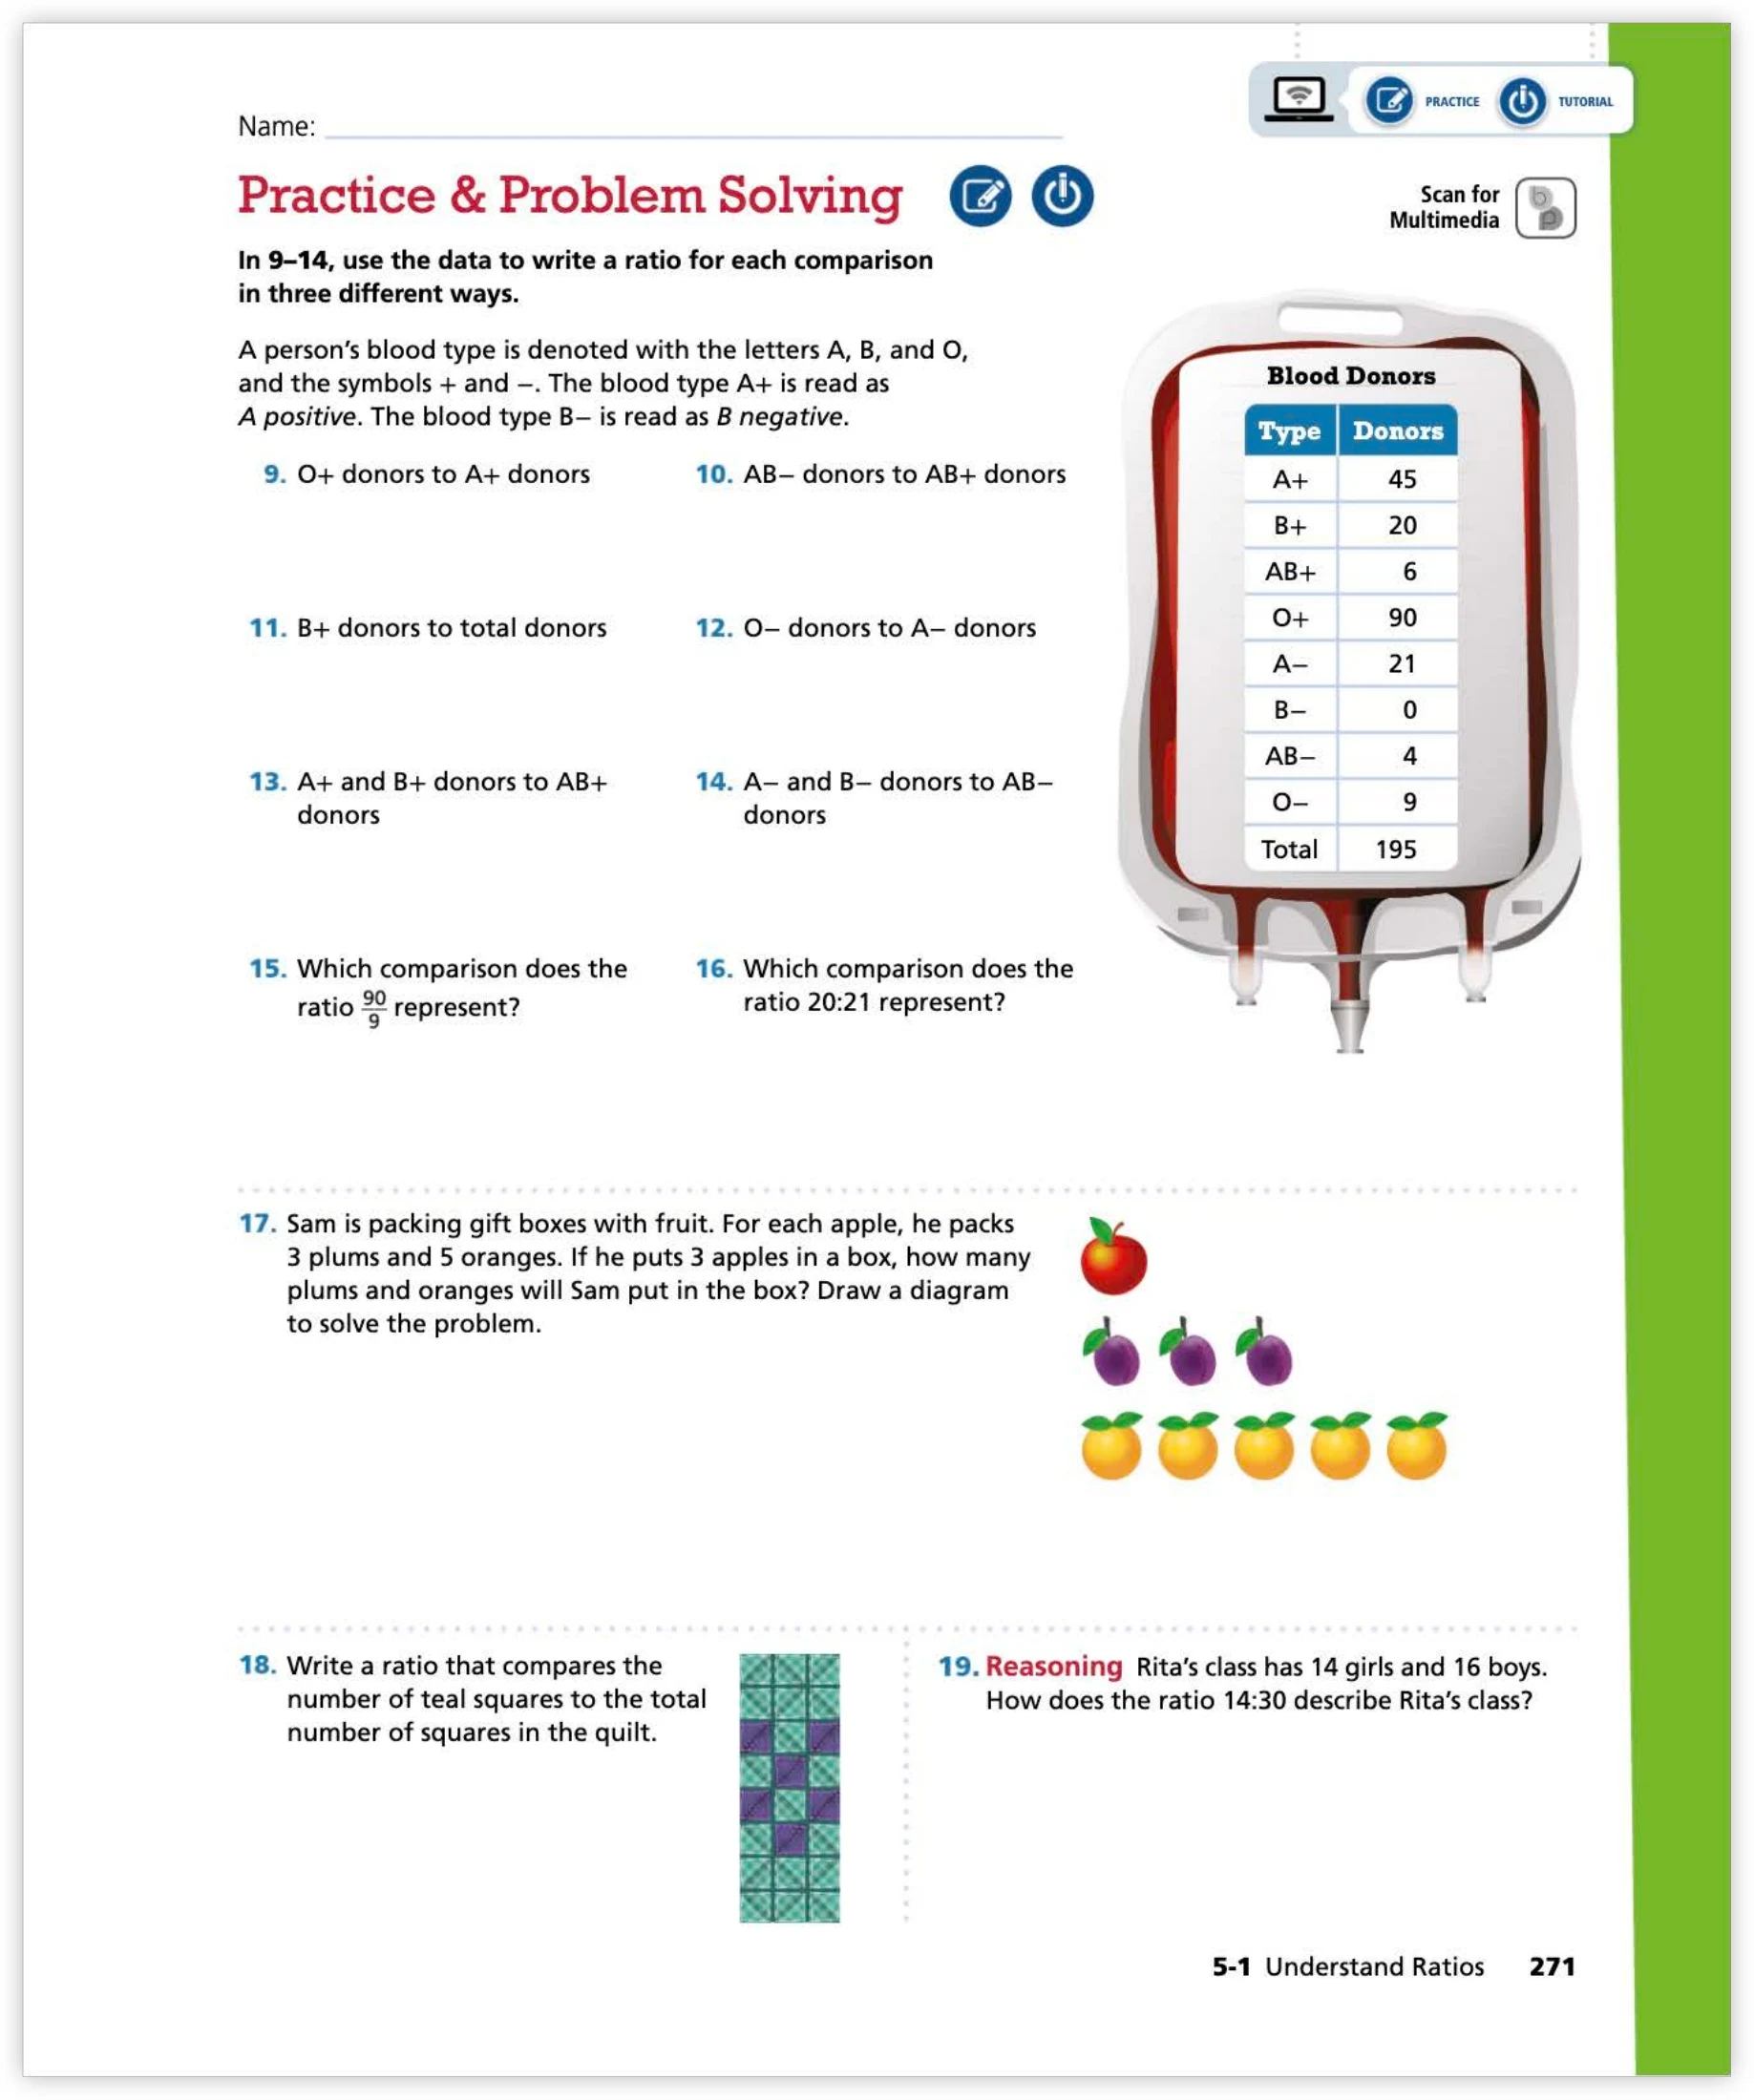 PRACTICE TUTORIAL
Name:
Practice & Problem Solving
Scan for
Multimedia
In 9–14, use the data to write a ratio for each comparison
in three different ways.
A person's blood type is denoted with the letters A, B, and O,
and the symbols + and −. The blood type A+ is read as
A positive. The blood type B− is read as B negative.
9. O+ donors to A+ donors
10. AB− donors to AB+ donors
11. B+ donors to total donors
12. O− donors to A− donors
13. A+ and B+ donors to AB+
donors
14. A− and B− donors to AB−
donors
15. Which comparison does the
ratio 90/9 represent?
16. Which comparison does the
ratio 20:21 represent?
Blood Donors
Type Donors
A+ 45
B+ 20
AB+ 6
O+ 90
A− 21
B− 0
AB− 4
O− 9
Total 195
17. Sam is packing gift boxes with fruit. For each apple, he packs
3 plums and 5 oranges. If he puts 3 apples in a box, how many
plums and oranges will Sam put in the box? Draw a diagram
to solve the problem.
18. Write a ratio that compares the
number of teal squares to the total
number of squares in the quilt.
19. Reasoning Rita's class has 14 girls and 16 boys.
How does the ratio 14:30 describe Rita's class?
5-1 Understand Ratios 271